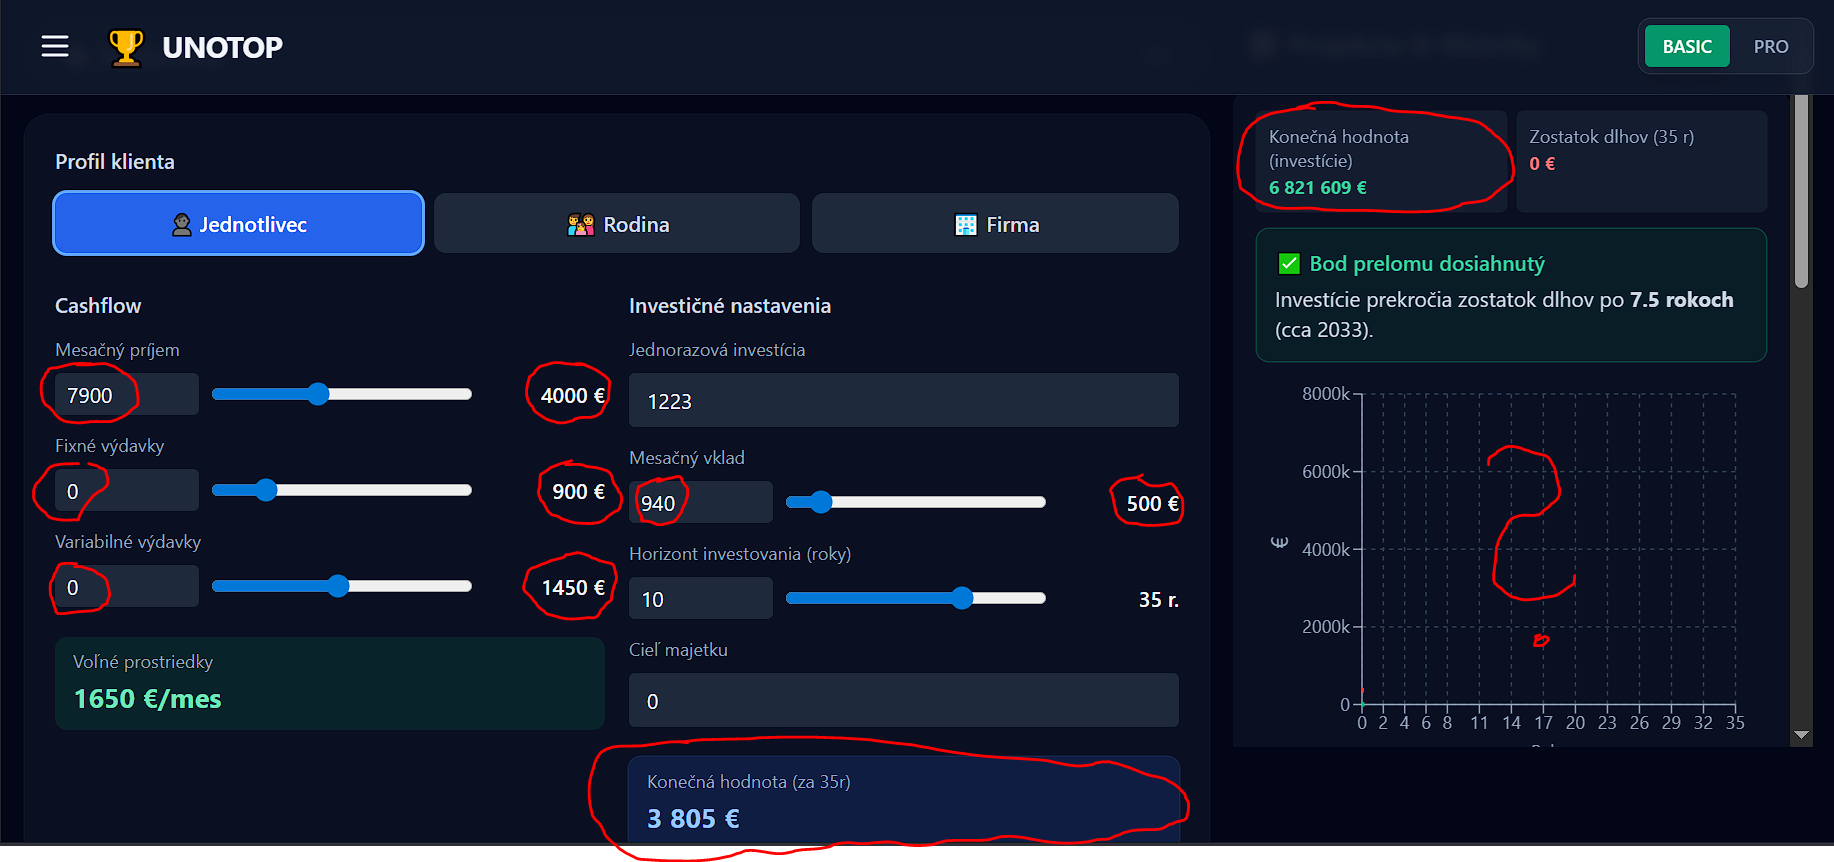 UNOTOP
BASIC PRO
Profil klienta
Jednotlivec
Rodina
Firma
Cashflow
Mesačný príjem
7900 4000 €
Fixné výdavky
0 900 €
Variabilné výdavky
0 1450 €
Voľné prostriedky
1650 €/mes
Investičné nastavenia
Jednorazová investícia
1223
Mesačný vklad
940 500 €
Horizont investovania (roky)
10 35 r.
Cieľ majetku
0
Konečná hodnota (za 35r)
3 805 €
Konečná hodnota
(investície)
6 821 609 €
Zostatok dlhov (35 r)
0 €
Bod prelomu dosiahnutý
Investície prekročia zostatok dlhov po 7.5 rokoch
(cca 2033).
8000k
6000k
€
4000k
2000k
0
0 2 4 6 8 11 14 17 20 23 26 29 32 35